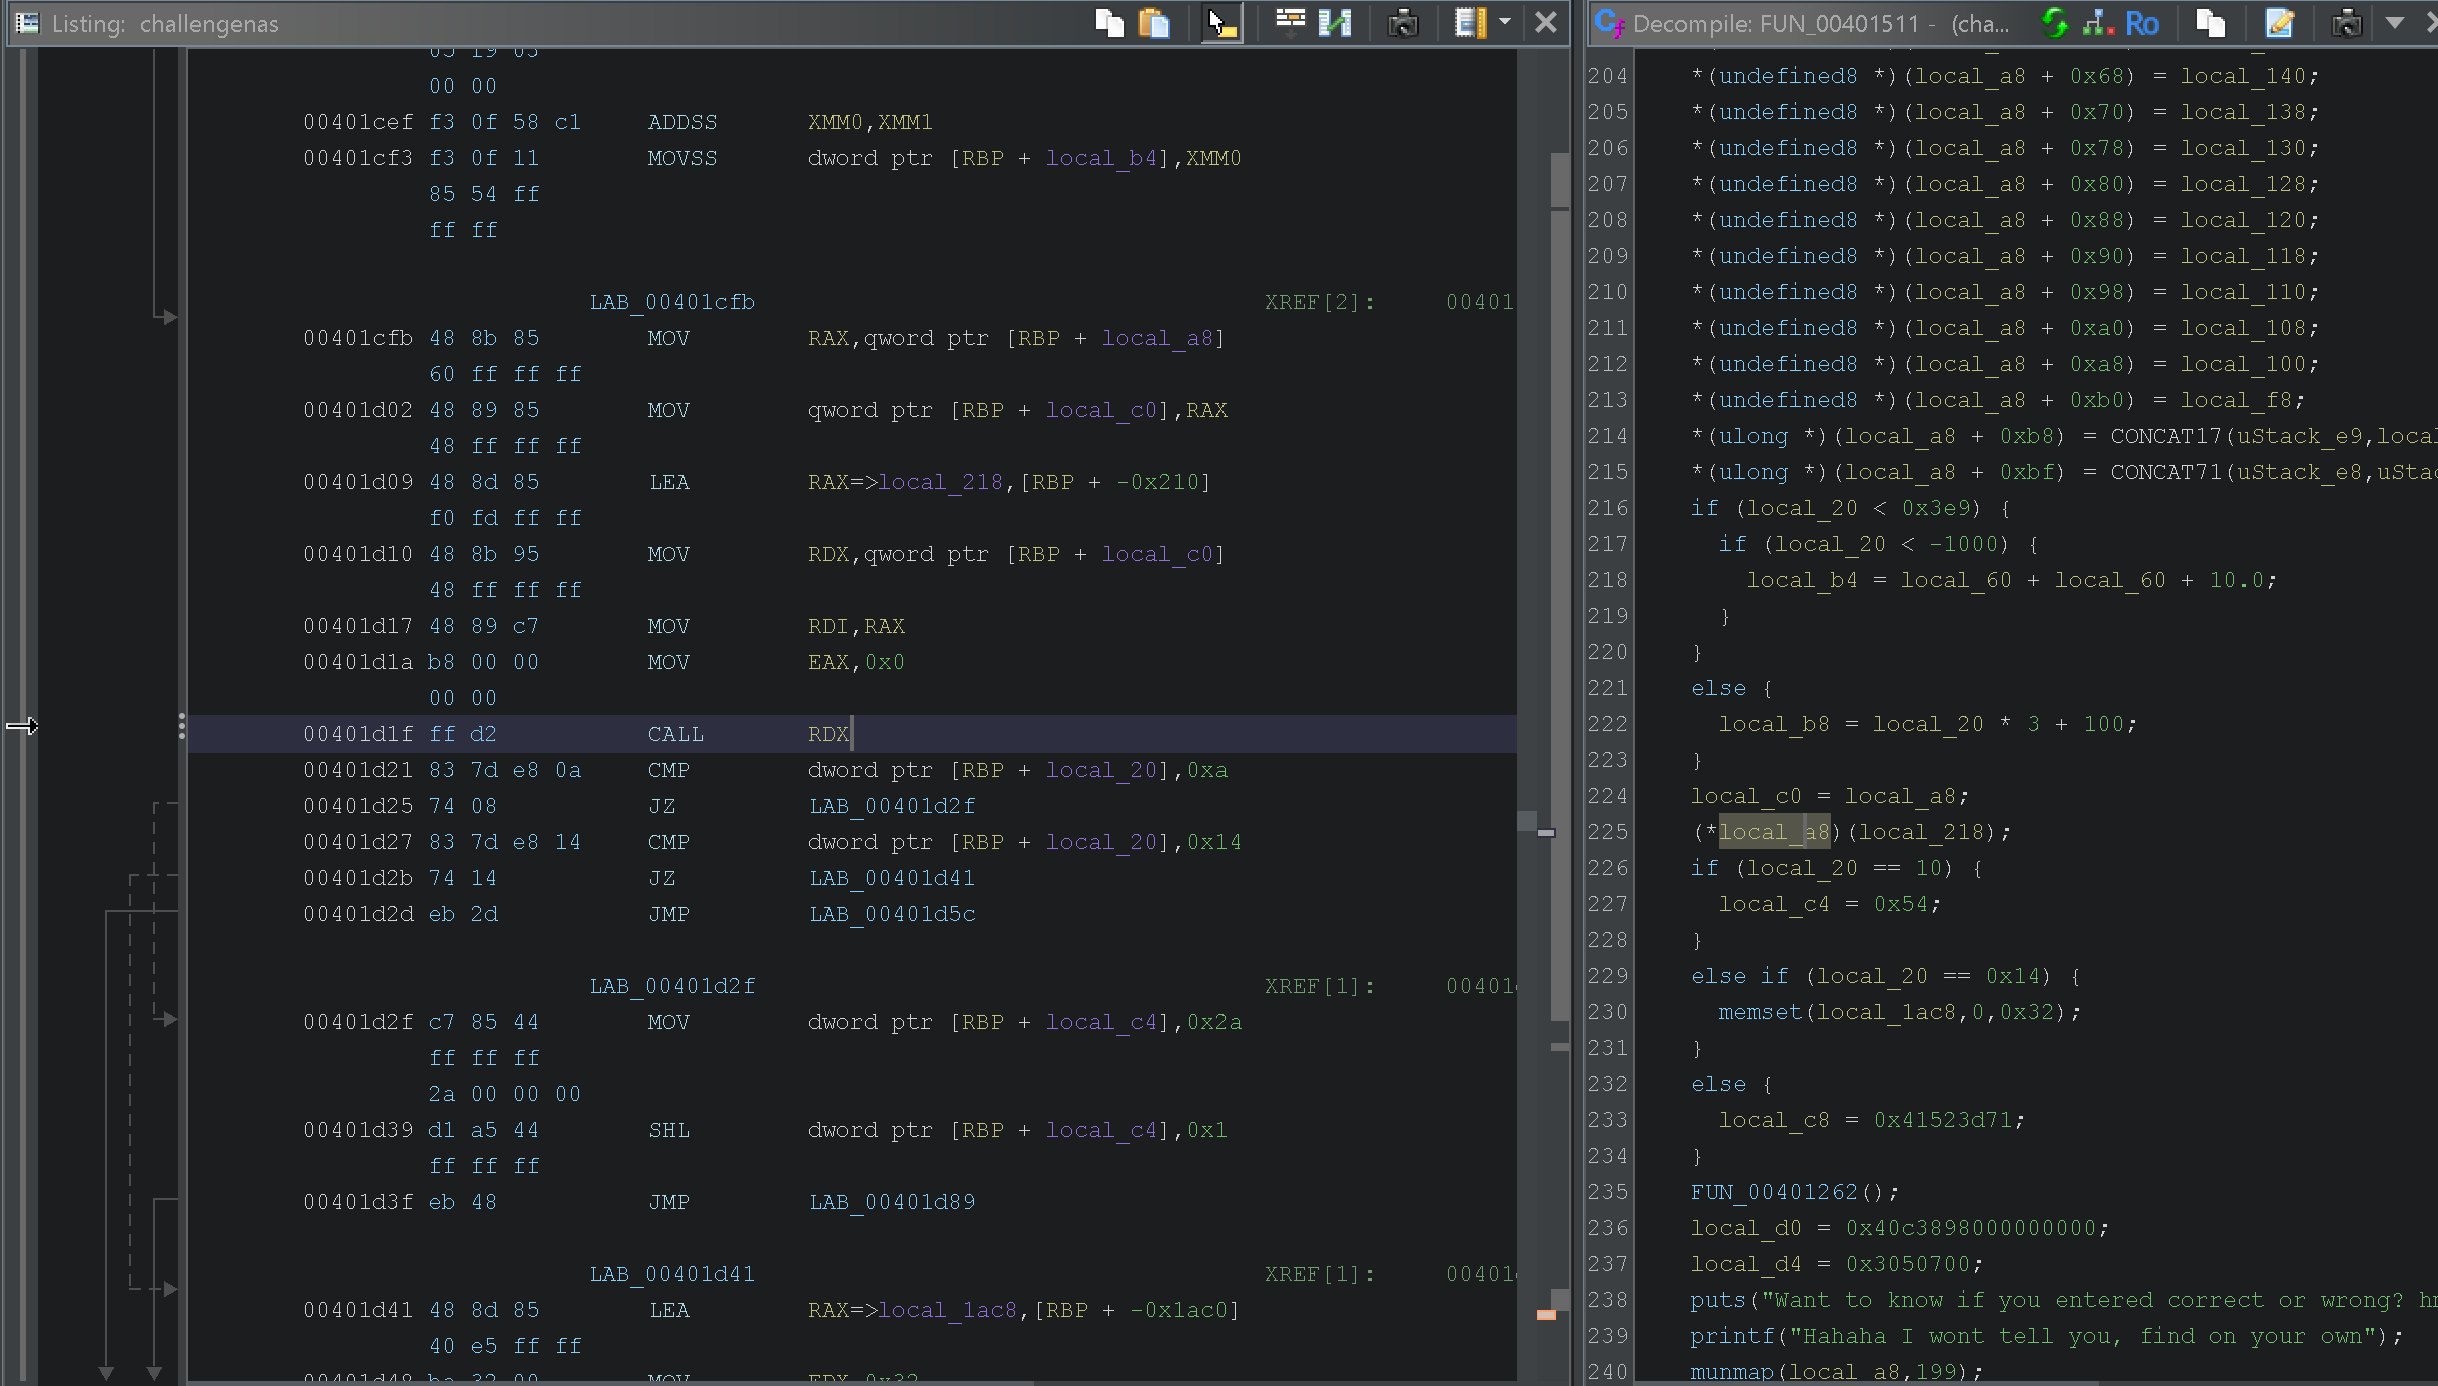 Listing: challengenas
00 00
00401cef f3 0f 58 c1 ADDSS XMM0,XMM1
00401cf3 f3 0f 11 MOVSS dword ptr [RBP + local_b4],XMM0
85 54 ff
ff ff
LAB_00401cfb XREF[2]: 00401
00401cfb 48 8b 85 MOV RAX,qword ptr [RBP + local_a8]
60 ff ff ff
00401d02 48 89 85 MOV qword ptr [RBP + local_c0],RAX
48 ff ff ff
00401d09 48 8d 85 LEA RAX=>local_218,[RBP + -0x210]
f0 fd ff ff
00401d10 48 8b 95 MOV RDX,qword ptr [RBP + local_c0]
48 ff ff ff
00401d17 48 89 c7 MOV RDI,RAX
00401d1a b8 00 00 MOV EAX,0x0
00 00
00401d1f ff d2 CALL RDX
00401d21 83 7d e8 0a CMP dword ptr [RBP + local_20],0xa
00401d25 74 08 JZ LAB_00401d2f
00401d27 83 7d e8 14 CMP dword ptr [RBP + local_20],0x14
00401d2b 74 14 JZ LAB_00401d41
00401d2d eb 2d JMP LAB_00401d5c
LAB_00401d2f XREF[1]: 00401
00401d2f c7 85 44 MOV dword ptr [RBP + local_c4],0x2a
ff ff ff
2a 00 00 00
00401d39 d1 a5 44 SHL dword ptr [RBP + local_c4],0x1
ff ff ff
00401d3f eb 48 JMP LAB_00401d89
LAB_00401d41 XREF[1]: 00401
00401d41 48 8d 85 LEA RAX=>local_1ac8,[RBP + -0x1ac0]
40 e5 ff ff
Decompile: FUN_00401511 - (cha...
Ro
204 *(undefined8 *)(local_a8 + 0x68) = local_140;
205 *(undefined8 *)(local_a8 + 0x70) = local_138;
206 *(undefined8 *)(local_a8 + 0x78) = local_130;
207 *(undefined8 *)(local_a8 + 0x80) = local_128;
208 *(undefined8 *)(local_a8 + 0x88) = local_120;
209 *(undefined8 *)(local_a8 + 0x90) = local_118;
210 *(undefined8 *)(local_a8 + 0x98) = local_110;
211 *(undefined8 *)(local_a8 + 0xa0) = local_108;
212 *(undefined8 *)(local_a8 + 0xa8) = local_100;
213 *(undefined8 *)(local_a8 + 0xb0) = local_f8;
214 *(ulong *)(local_a8 + 0xb8) = CONCAT17(uStack_e9,local
215 *(ulong *)(local_a8 + 0xbf) = CONCAT71(uStack_e8,uStac
216 if (local_20 < 0x3e9) {
217 if (local_20 < -1000) {
218 local_b4 = local_60 + local_60 + 10.0;
219 }
220 }
221 else {
222 local_b8 = local_20 * 3 + 100;
223 }
224 local_c0 = local_a8;
225 (*local_a8)(local_218);
226 if (local_20 == 10) {
227 local_c4 = 0x54;
228 }
229 else if (local_20 == 0x14) {
230 memset(local_1ac8,0,0x32);
231 }
232 else {
233 local_c8 = 0x41523d71;
234 }
235 FUN_00401262();
236 local_d0 = 0x40c3898000000000;
237 local_d4 = 0x3050700;
238 puts("Want to know if you entered correct or wrong? h
239 printf("Hahaha I wont tell you, find on your own");
240 munmap(local_a8,199);